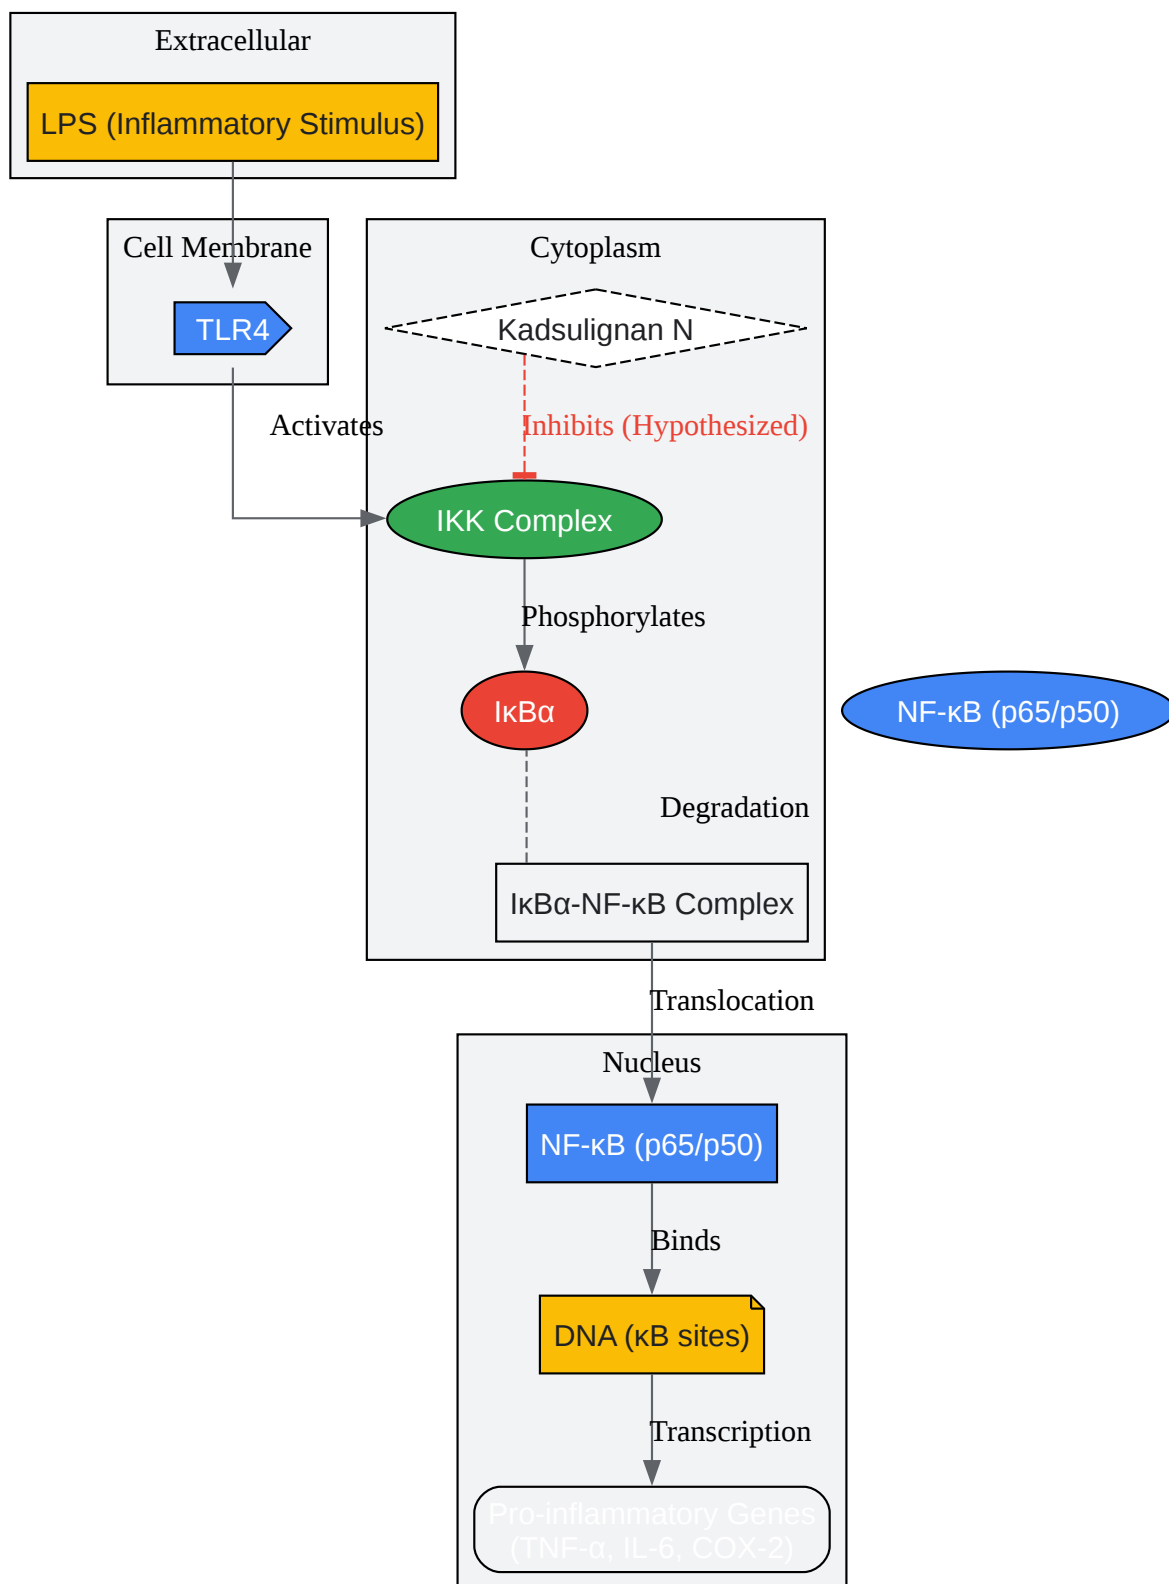 Extracellular
LPS (Inflammatory Stimulus)
Cell Membrane
Cytoplasm
TLR4
Kadsulignan N
Activates
Inhibits (Hypothesized)
IKK Complex
Phosphorylates
IκBα
NF-κB (p65/p50)
Degradation
IκBα-NF-κB Complex
Translocation
Nucleus
NF-κB (p65/p50)
Binds
DNA (κB sites)
Transcription
Pro-inflammatory Genes
(TNF-α, IL-6, COX-2)